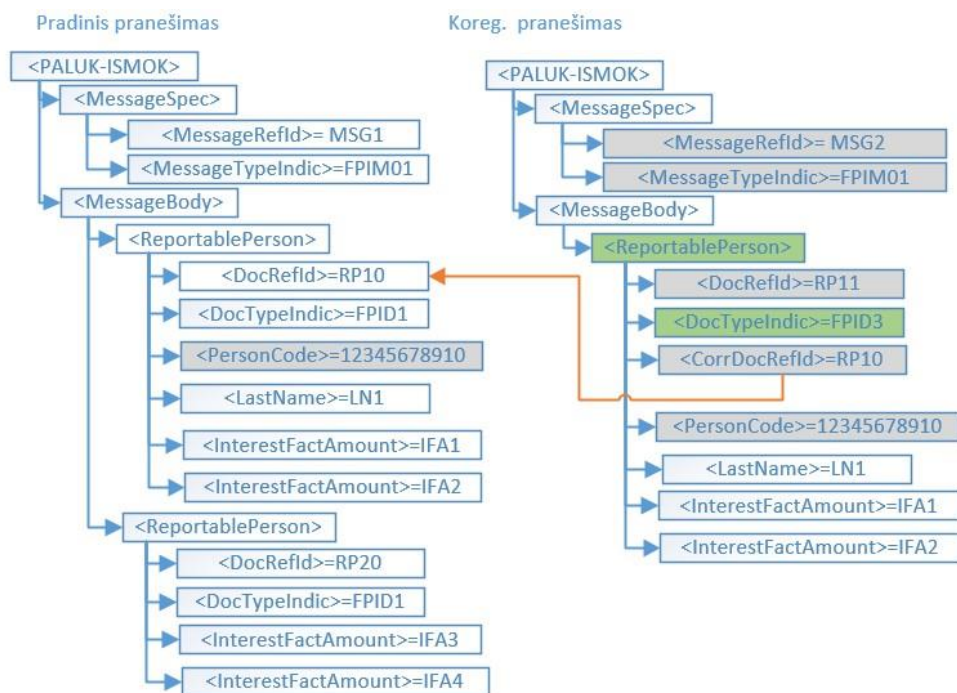 Pradinis pranešimas
<PALUK-ISMOK>
<MessageSpec>
<MessageRefId>= MSG1
<MessageTypeIndic>=FPIM01
<MessageBody>
<ReportablePerson>
<DocRefId>=RP10
<DocTypeIndic>=FPID1
<PersonCode>=12345678910
<LastName>=LN1
<InterestFactAmount>=IFA1
<InterestFactAmount>=IFA2
<ReportablePerson>
<DocRefId>=RP20
<DocTypeIndic>=FPID1
<InterestFactAmount>=IFA3
<InterestFactAmount>=IFA4
Koreg. pranešimas
<PALUK-ISMOK>
<MessageSpec>
<MessageRefId>= MSG2
<MessageTypeIndic>=FPIM01
<MessageBody>
<ReportablePerson>
<DocRefId>=RP11
<DocTypeIndic>=FPID3
<CorrDocRefId>=RP10
<PersonCode>=12345678910
<LastName>=LN1
<InterestFactAmount>=IFA1
<InterestFactAmount>=IFA2